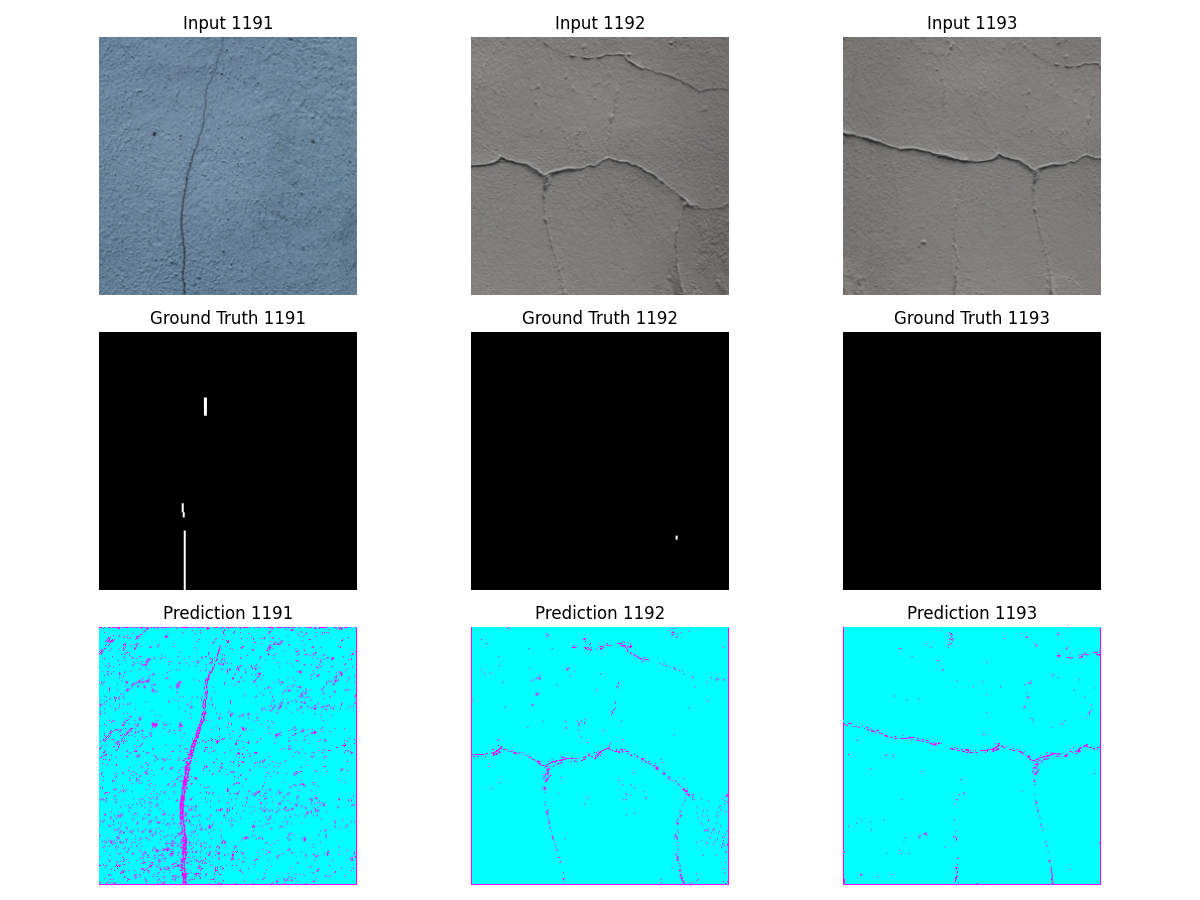 Input 1191
Input 1192
Input 1193
Ground Truth 1191
Ground Truth 1192
Ground Truth 1193
Prediction 1191
Prediction 1192
Prediction 1193